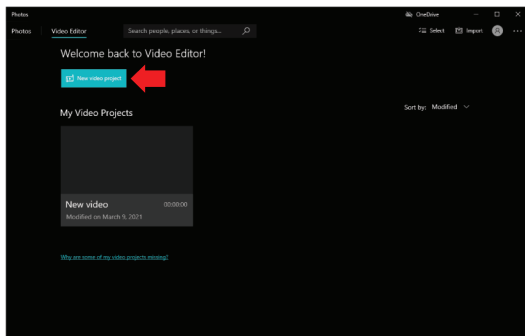 Photos
OneDrive
Photos
Video Editor
Search people, places, or things...
Select
Import
Welcome back to Video Editor!
New video project
My Video Projects
Sort by: Modified
New video
00:00:00
Modified on March 9, 2021
Why are some of my video projects missing?